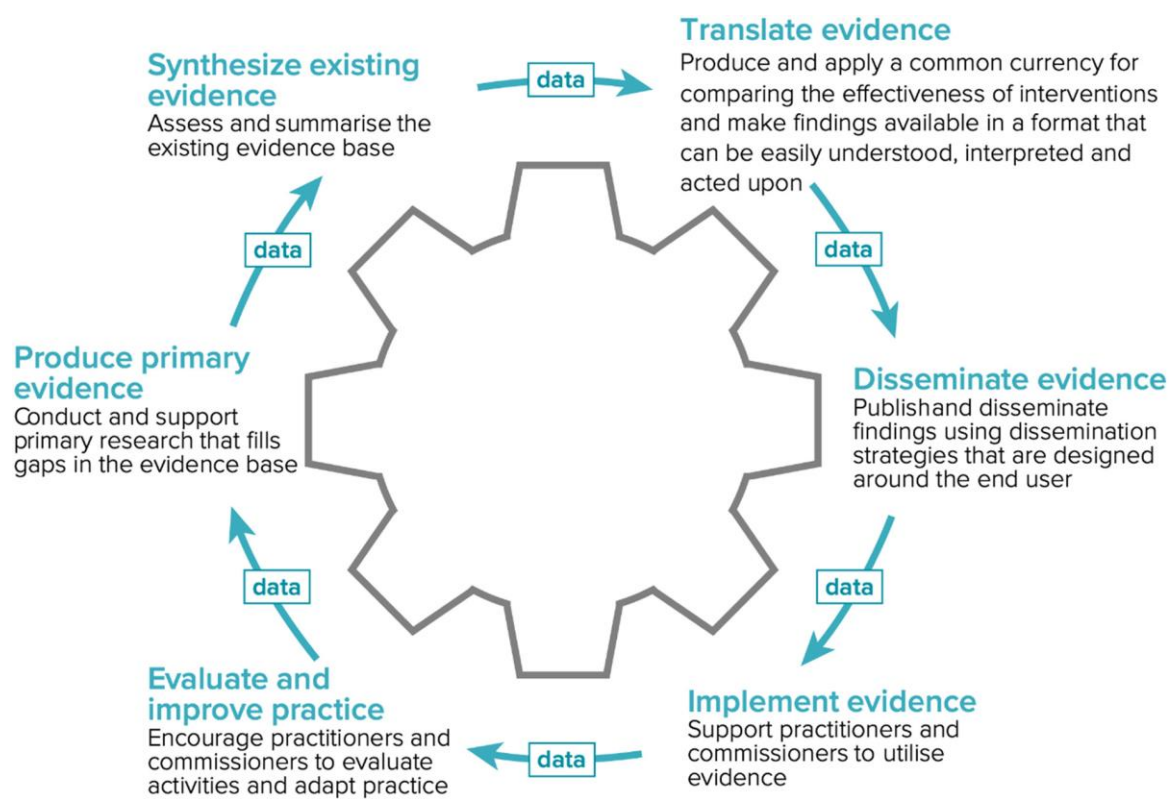 Synthesize existing
evidence
Assess and summarise the
existing evidence base
data
Translate evidence
Produce and apply a common currency for
comparing the effectiveness of interventions
and make findings available in a format that
can be easily understood, interpreted and
acted upon
data
Disseminate evidence
Publishand disseminate
findings using dissemination
strategies that are designed
around the end user
data
Implement evidence
Support practitioners and
commissioners to utilise
evidence
data
Evaluate and
improve practice
Encourage practitioners and
commissioners to evaluate
activities and adapt practice
data
Produce primary
evidence
Conduct and support
primary research that fills
gaps in the evidence base
data